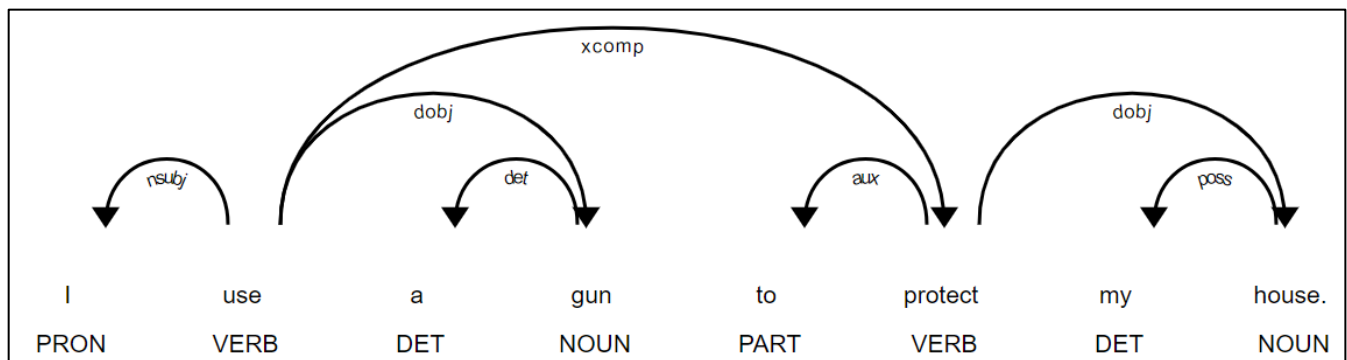 xcomp
dobj dobj
nsubj det aux poss
I use a gun to protect my house.
PRON VERB DET NOUN PART VERB DET NOUN